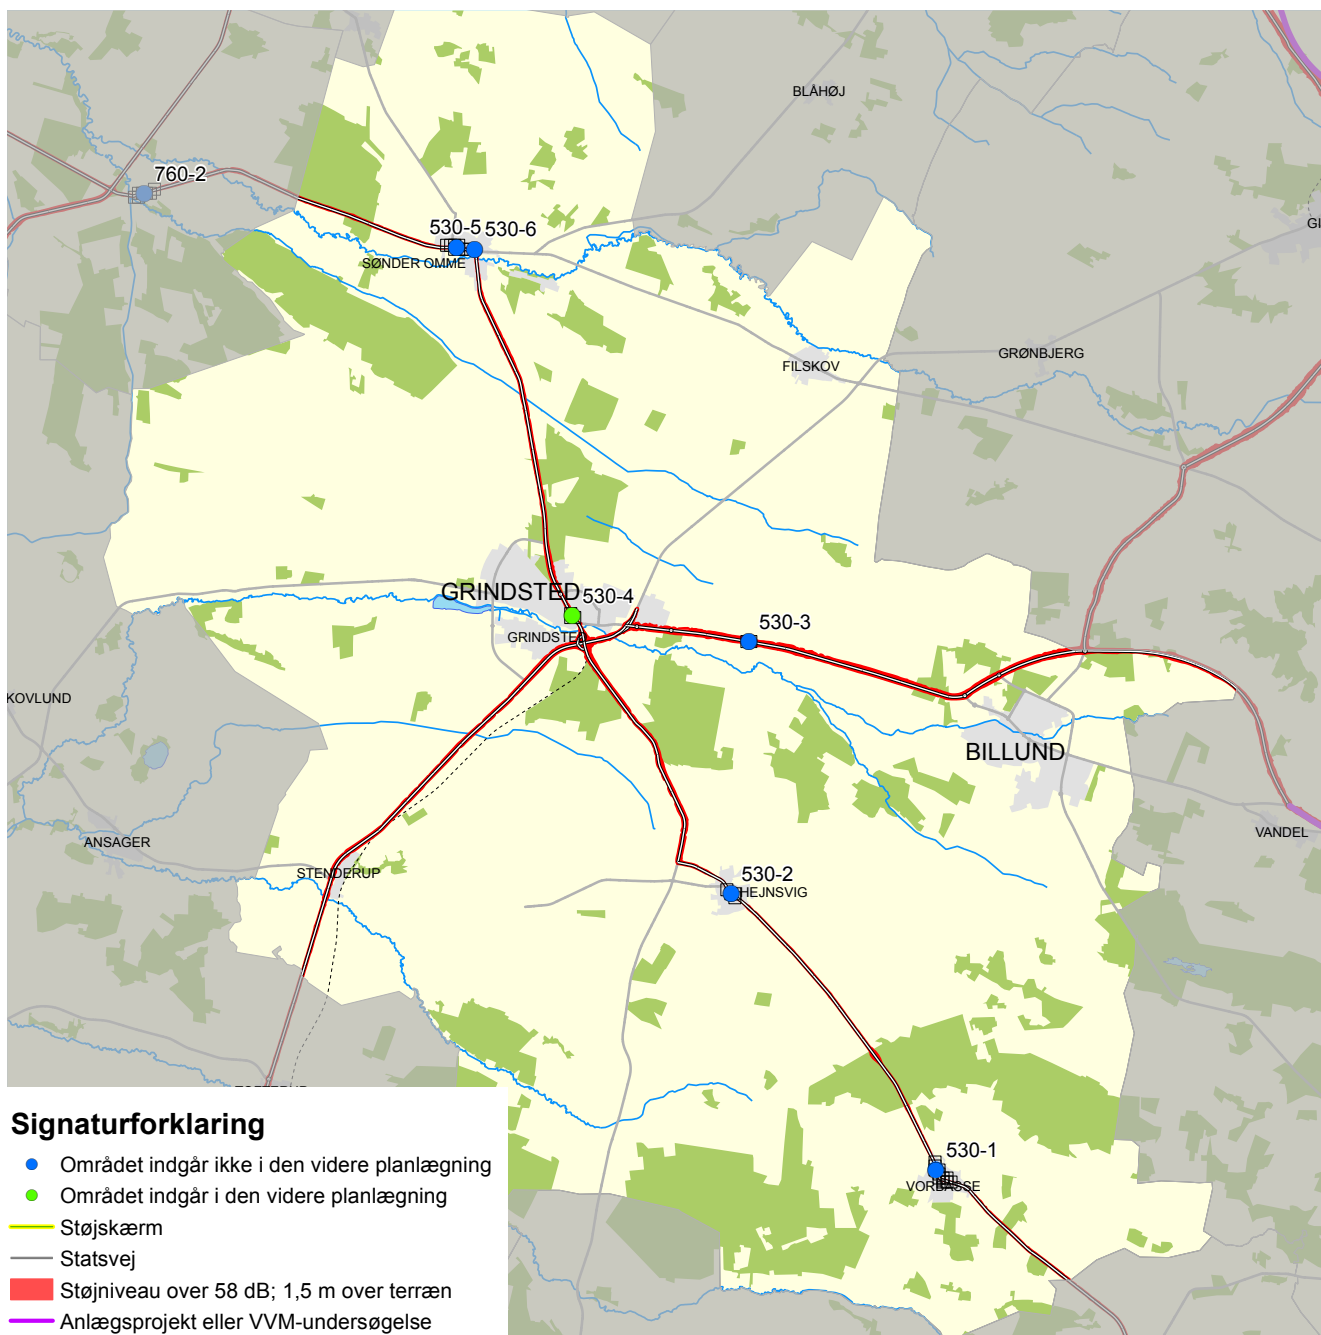 BLÅHØJ
760-2
GI
530-5
530-6
SØNDER OMME
GRØNBJERG
FILSKOV
GRINDSTED
530-4
530-3
GRINDSTED
KOVLUND
BILLUND
VANDEL
ANSAGER
STENDERUP
530-2
HEJNSVIG
530-1
VORBASSE
Signaturforklaring
Området indgår ikke i den videre planlægning
Området indgår i den videre planlægning
Støjskærm
Statsvej
Støjniveau over 58 dB; 1,5 m over terræn
Anlægsprojekt eller VVM-undersøgelse